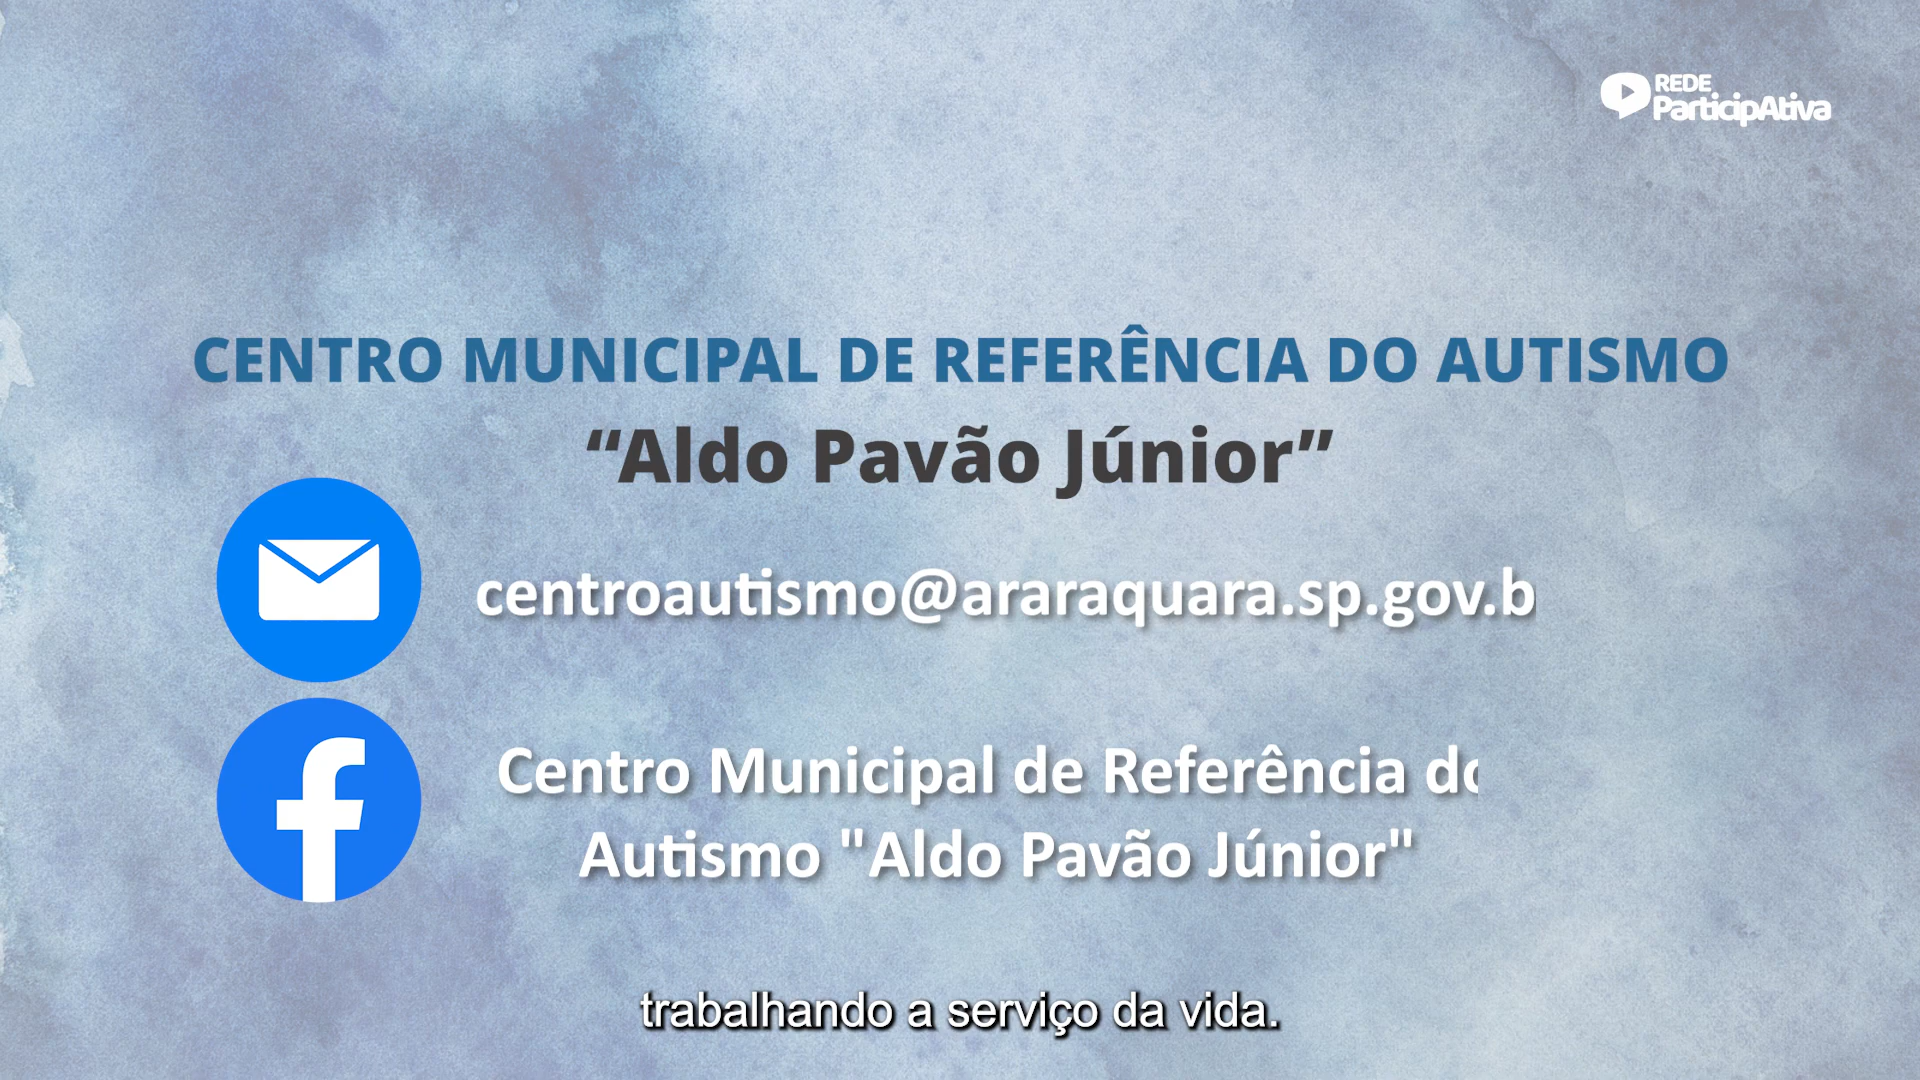 REDE
ParticipAtiva
CENTRO MUNICIPAL DE REFERÊNCIA DO AUTISMO
“Aldo Pavão Júnior”
centroautismo@araraquara.sp.gov.b
Centro Municipal de Referência do
Autismo "Aldo Pavão Júnior"
trabalhando a serviço da vida.